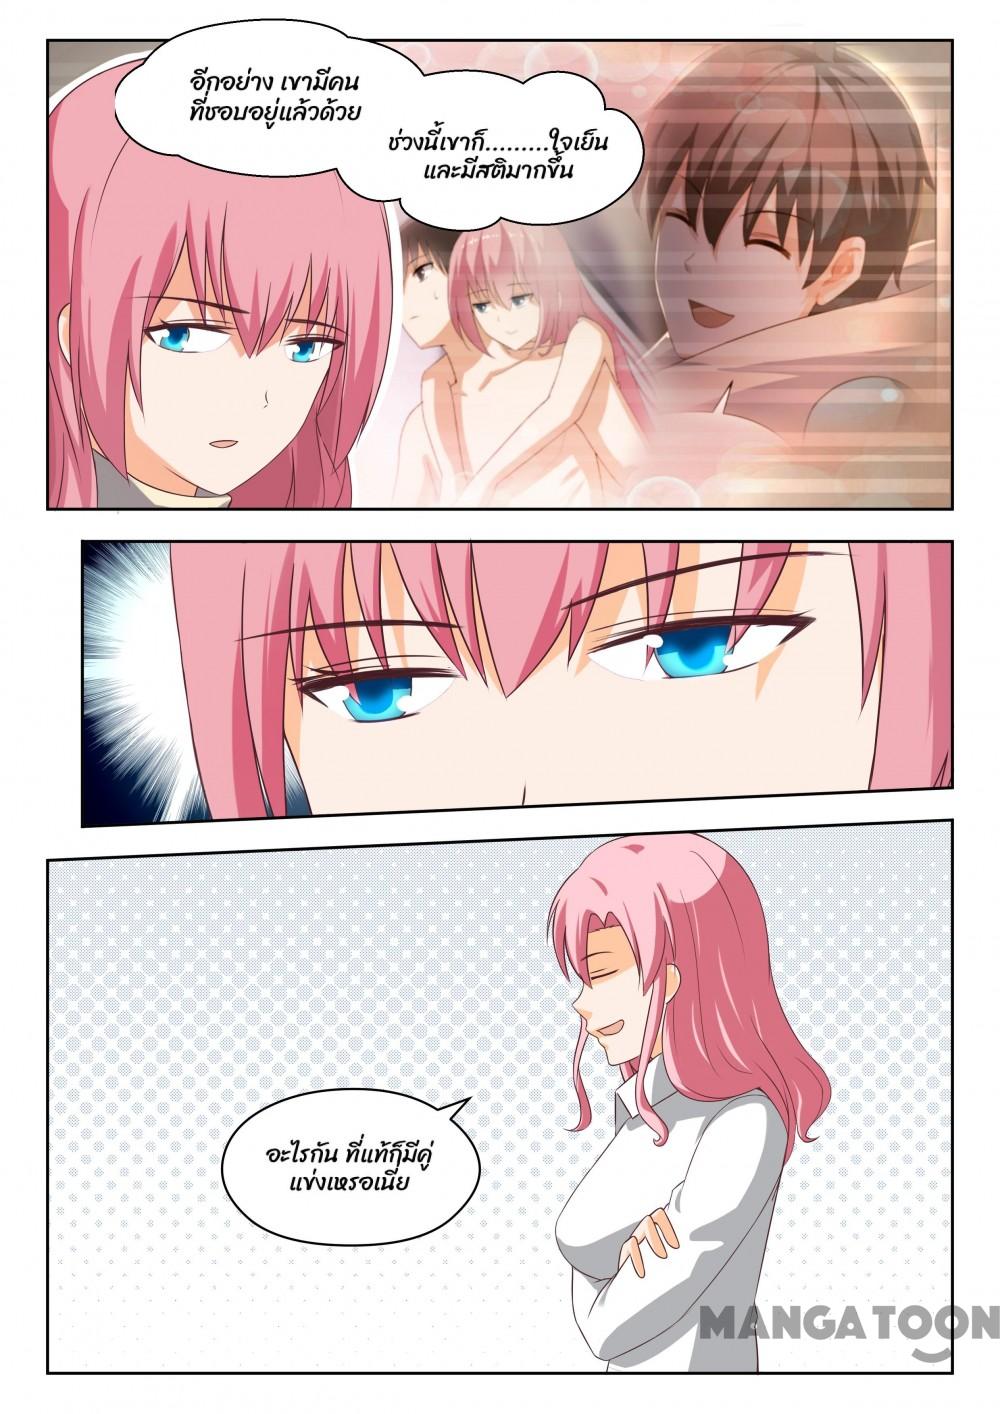 อีกอย่าง เขามีคน
ที่ชอบอยู่แล้วด้วย
ช่วงนี้เขาก็.........ใจเย็น
และมีสติมากขึ้น
อะไรกัน ที่แท้ก็มีคู่
แข่งเหรอเนี่ย
MANGATOON